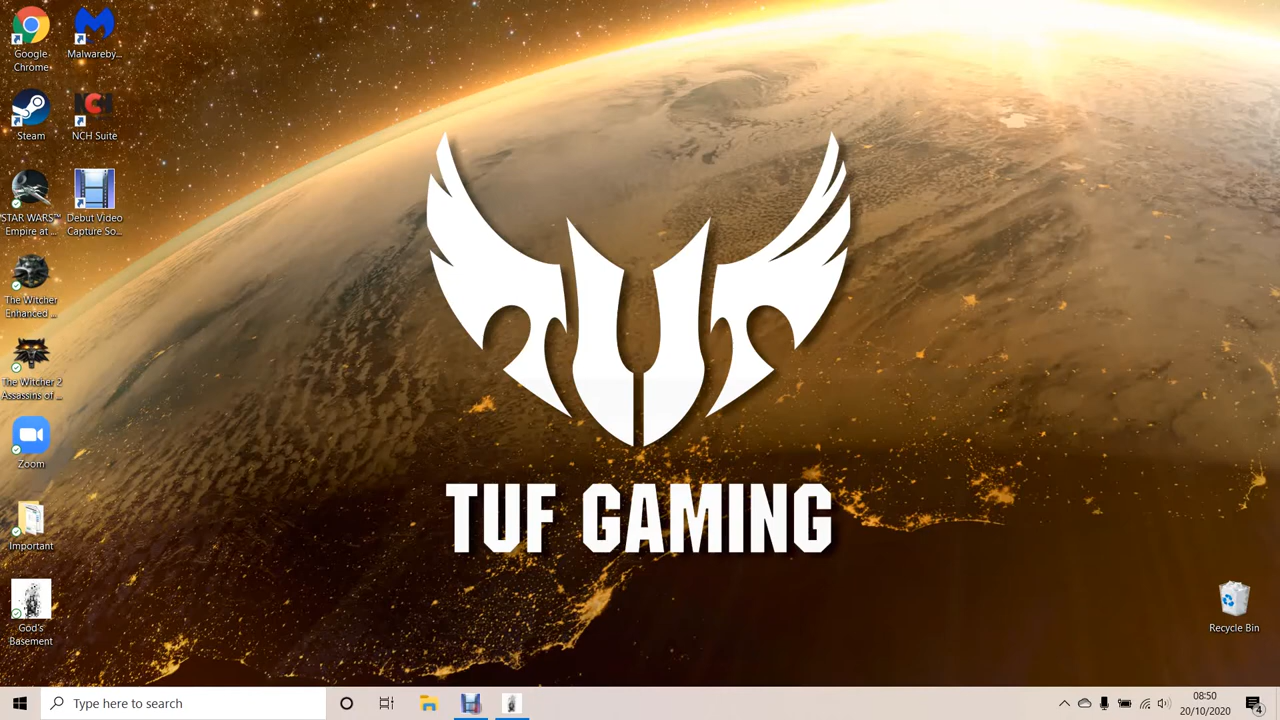 Google
Chrome
Malwareby...
Steam
NCH
NCH Suite
STAR WARS™
Empire at ...
Debut Video
Capture So...
The Witcher
Enhanced ...
The Witcher 2
Assassins of ...
Zoom
Important
God's
Basement
TUF GAMING
Recycle Bin
Type here to search
08:50
20/10/2020
4